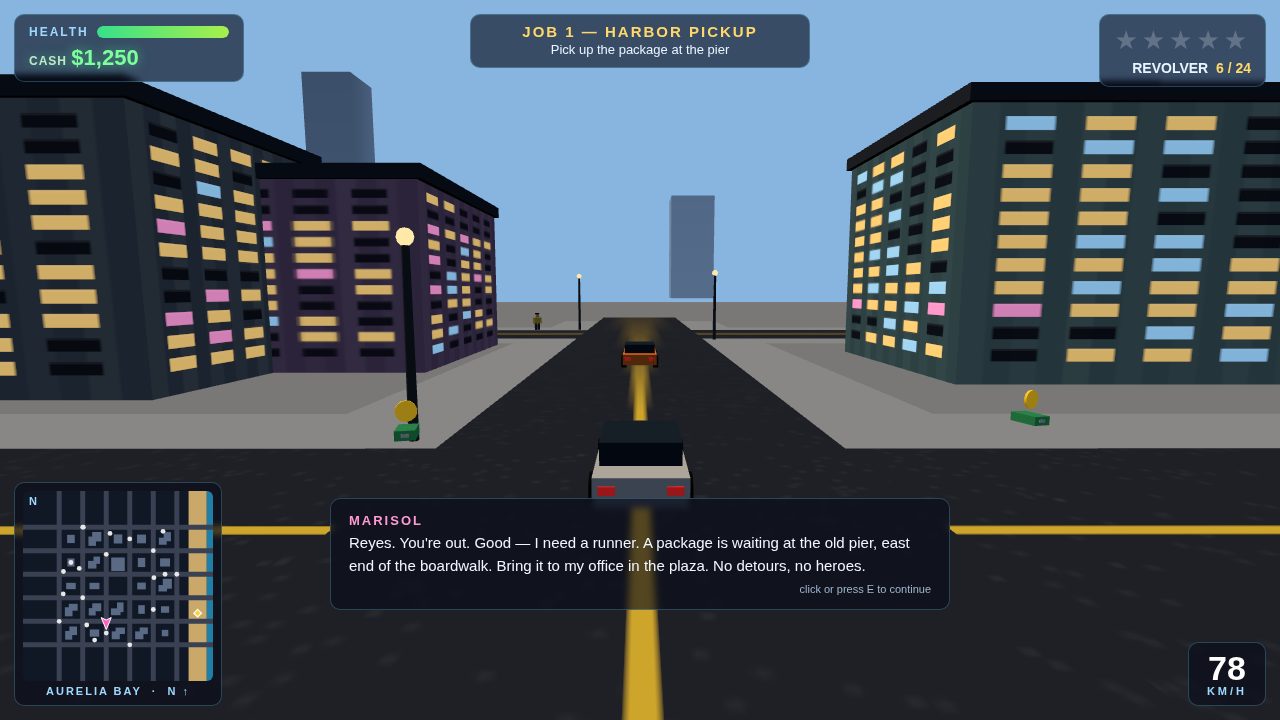 HEALTH
CASH $1,250
JOB 1 — HARBOR PICKUP
Pick up the package at the pier
★★★★★
REVOLVER 6 / 24
MARISOL
Reyes. You're out. Good — I need a runner. A package is waiting at the old pier, east
end of the boardwalk. Bring it to my office in the plaza. No detours, no heroes.
click or press E to continue
N
AURELIA BAY · N ↑
78
KM/H